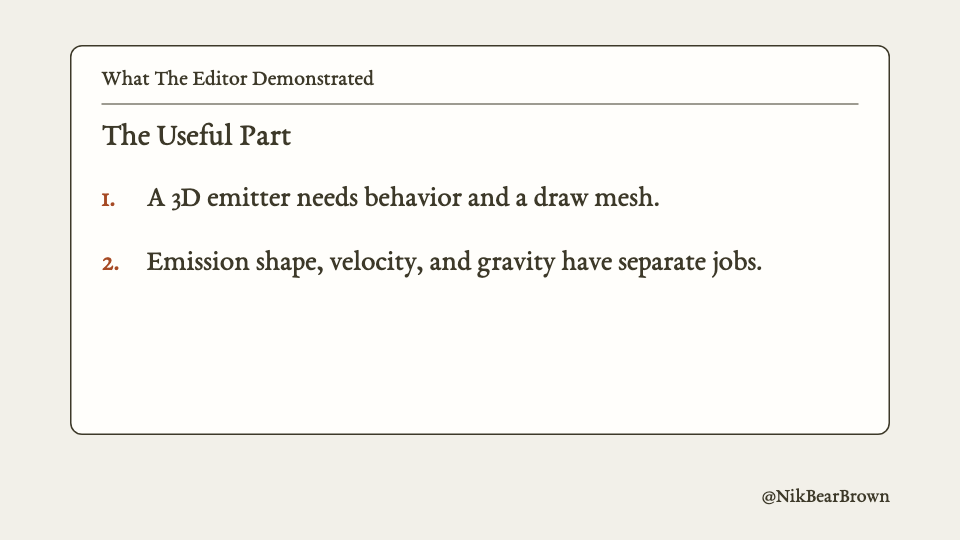 What The Editor Demonstrated
The Useful Part
1. A 3D emitter needs behavior and a draw mesh.
2. Emission shape, velocity, and gravity have separate jobs.
@NikBearBrown